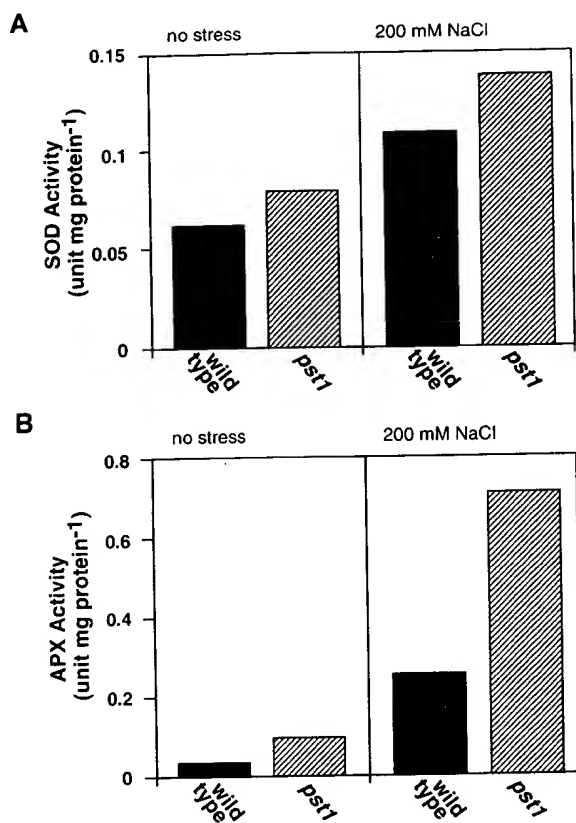 A
no stress
200 mM NaCl
SOD Activity
(unit mg protein-1)
0.15
0.1
0.05
0
wild
type
pst1
wild
type
pst1
B
no stress
200 mM NaCl
APX Activity
(unit mg protein-1)
0.8
0.6
0.4
0.2
0
wild
type
pst1
wild
type
pst1